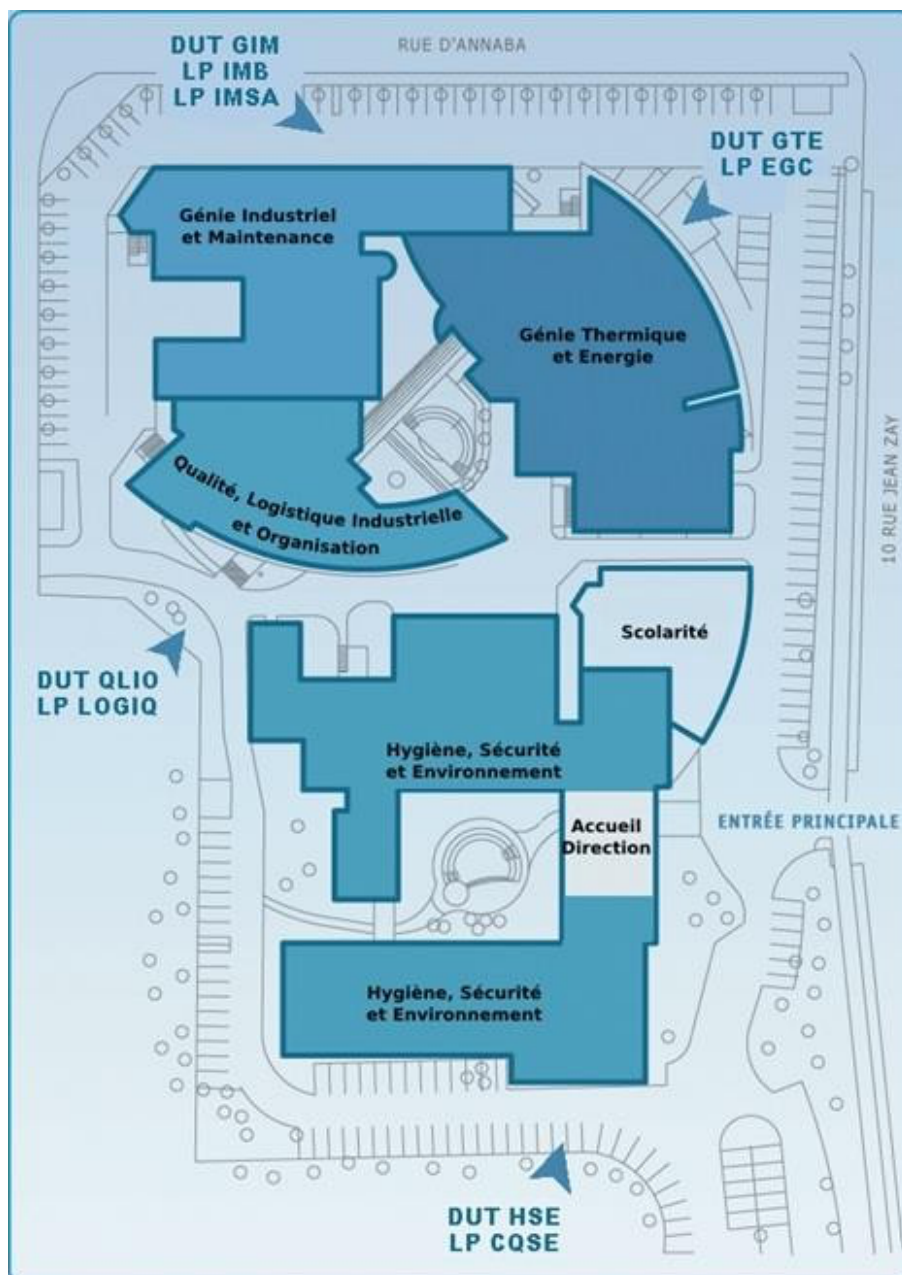 RUE D'ANNABA
DUT GIM
LP IMB
LP IMSA
DUT GTE
LP EGC
Génie Industriel
et Maintenance
Génie Thermique
et Energie
Qualité, Logistique Industrielle
et Organisation
10 RUE JEAN ZAY
Scolarité
DUT QLIO
LP LOGIQ
Hygiène, Sécurité
et Environnement
Accueil
Direction
ENTRÉE PRINCIPALE
Hygiène, Sécurité
et Environnement
DUT HSE
LP CQSE